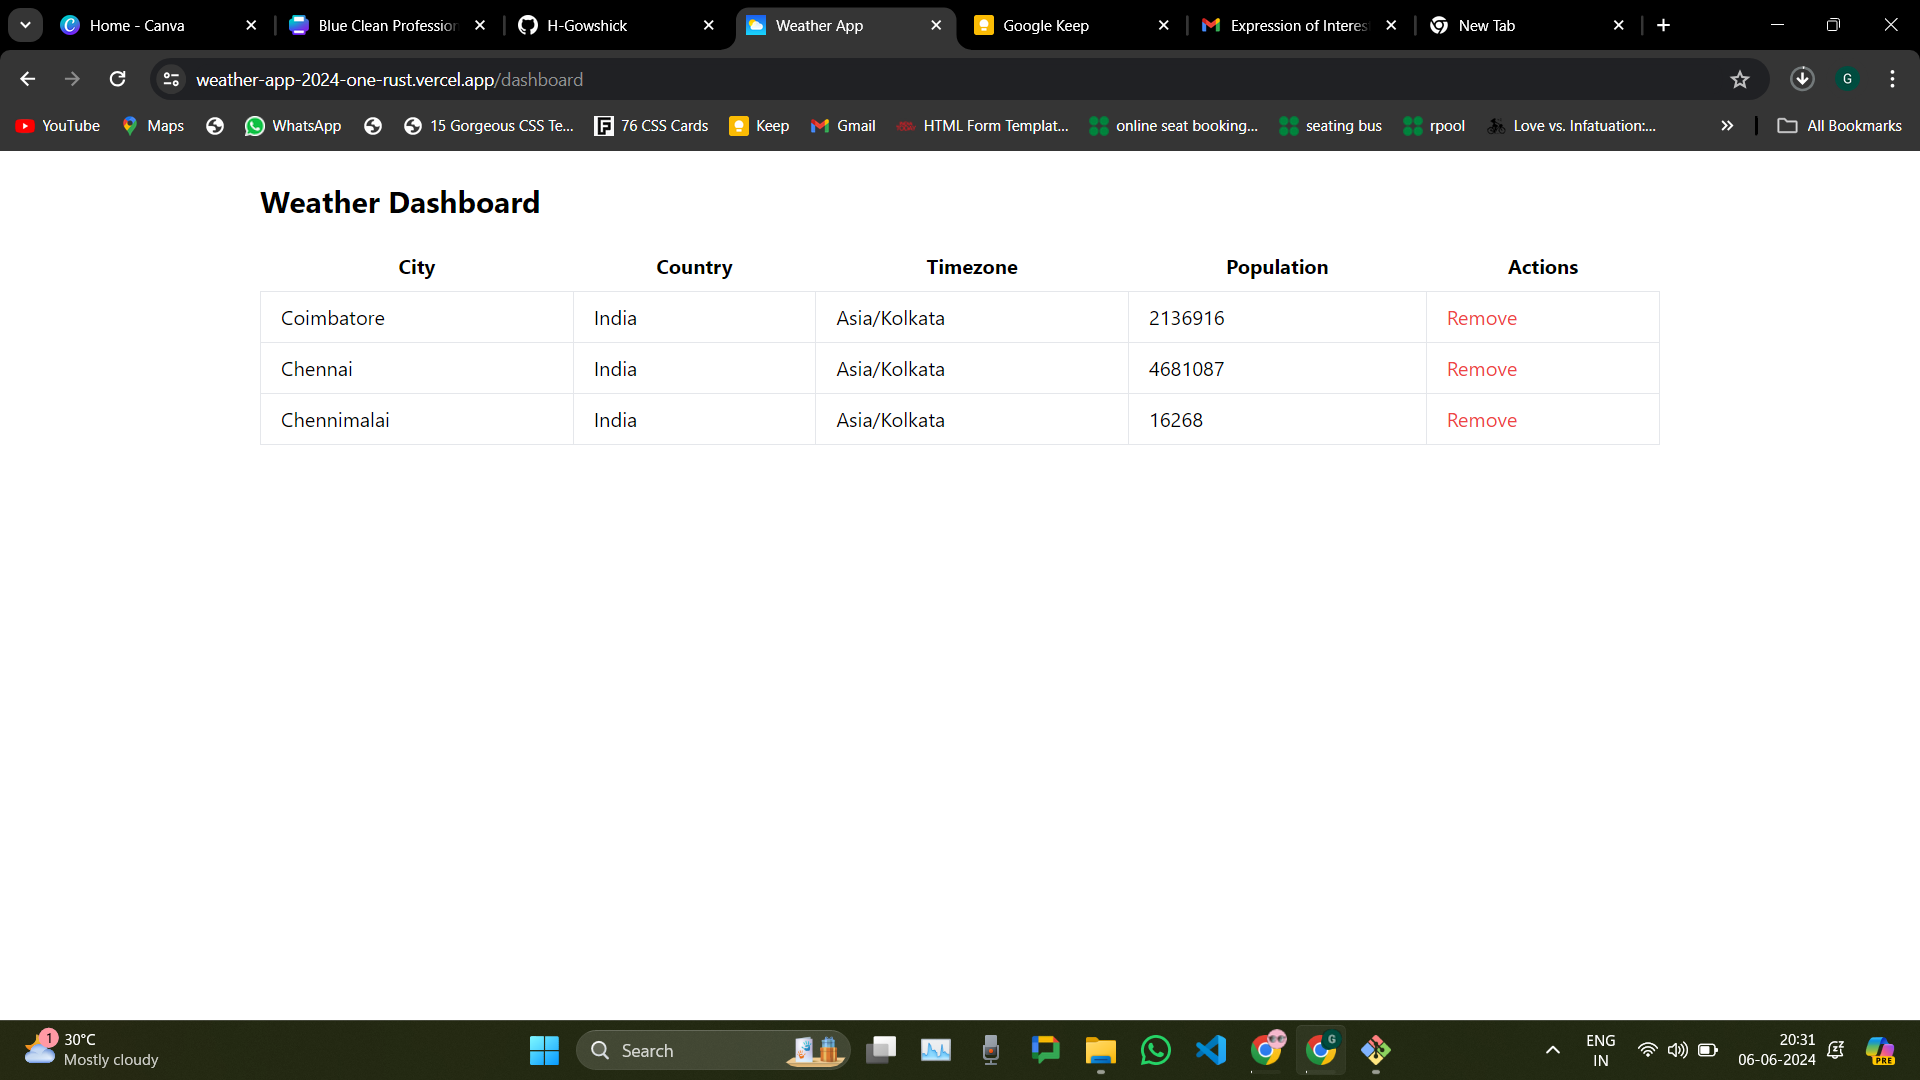 Home - Canva
Blue Clean Profession
H-Gowshick
Weather App
Google Keep
Expression of Interes
New Tab
weather-app-2024-one-rust.vercel.app/dashboard
G
YouTube
Maps
WhatsApp
15 Gorgeous CSS Te...
76 CSS Cards
Keep
Gmail
HTML Form Templat...
online seat booking...
seating bus
rpool
Love vs. Infatuation:...
All Bookmarks
Weather Dashboard
City Country Timezone Population Actions
Coimbatore India Asia/Kolkata 2136916 Remove
Chennai India Asia/Kolkata 4681087 Remove
Chennimalai India Asia/Kolkata 16268 Remove
1
30°C
Mostly cloudy
Search
G
ENG
IN
20:31
06-06-2024
PRE